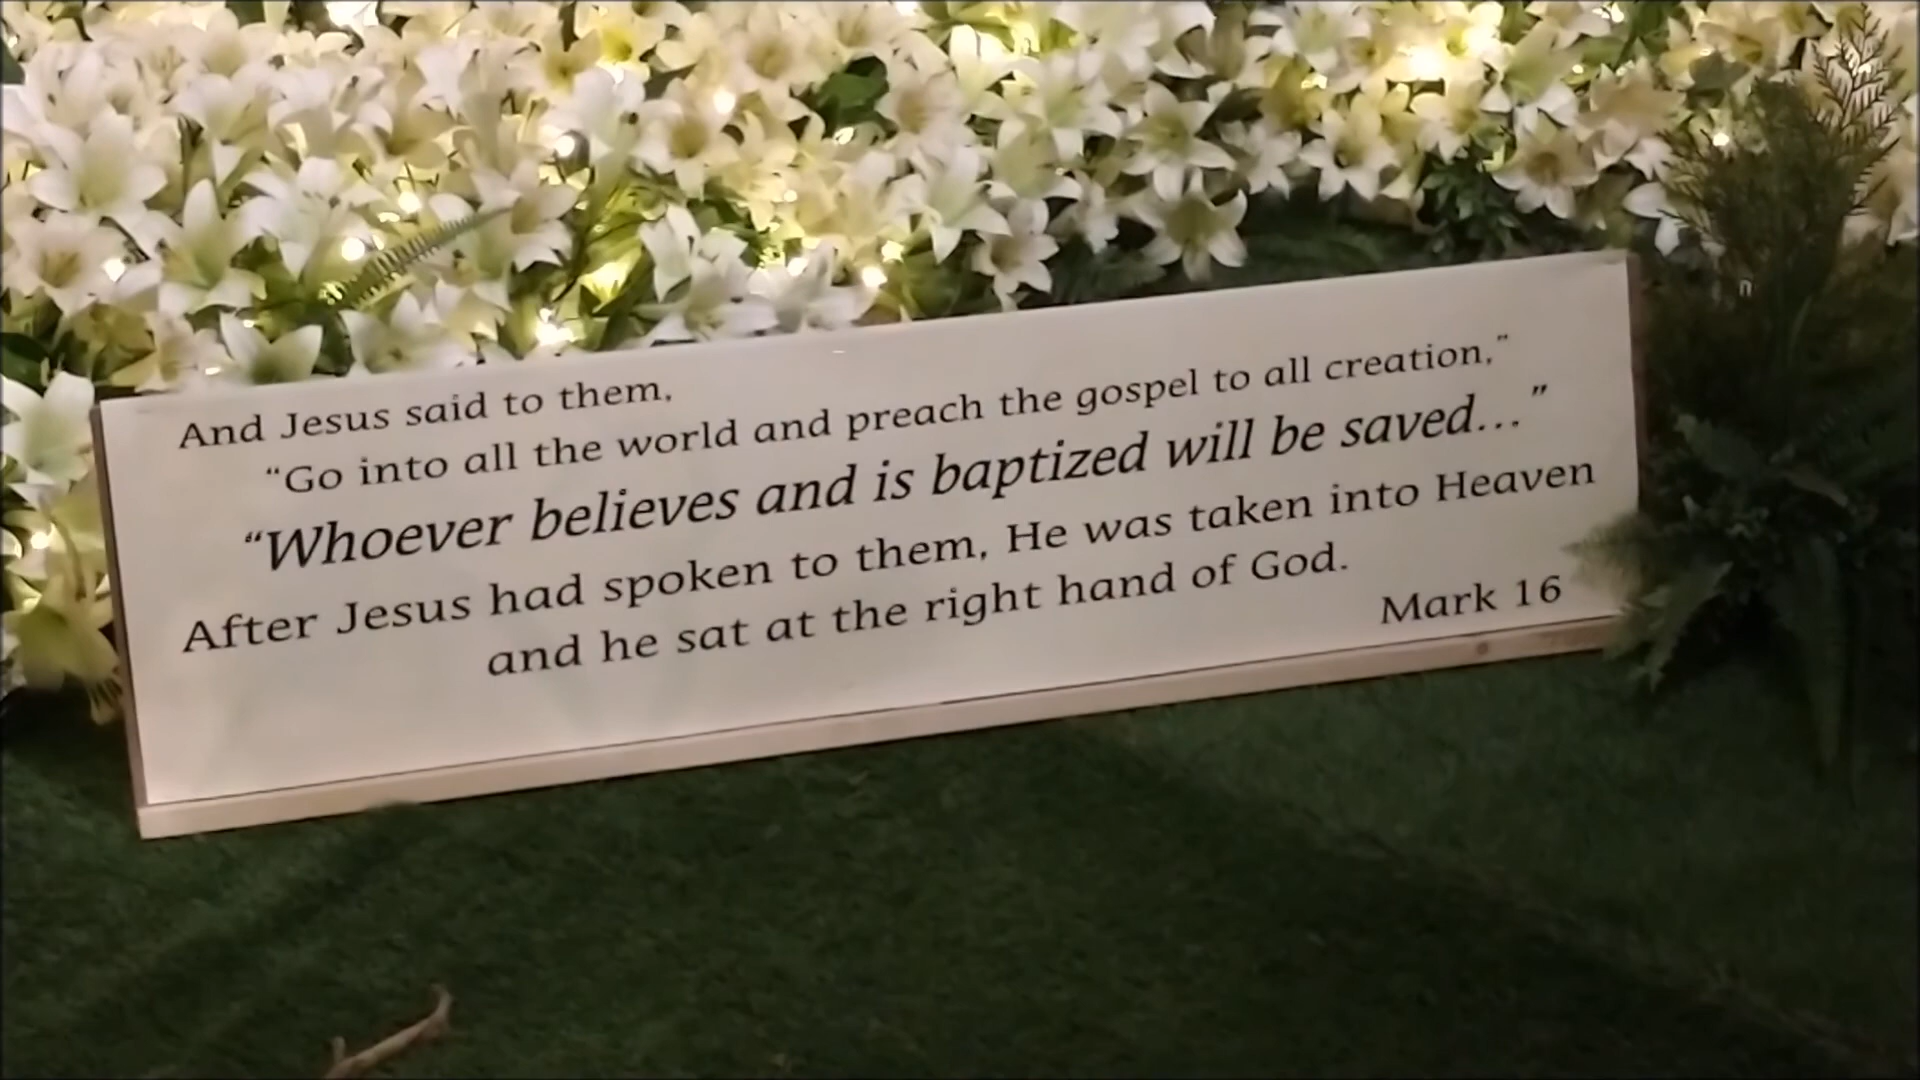 And Jesus said to them,
“Go into all the world and preach the gospel to all creation,”
“Whoever believes and is baptized will be saved...”
After Jesus had spoken to them, He was taken into Heaven
and he sat at the right hand of God.
Mark 16